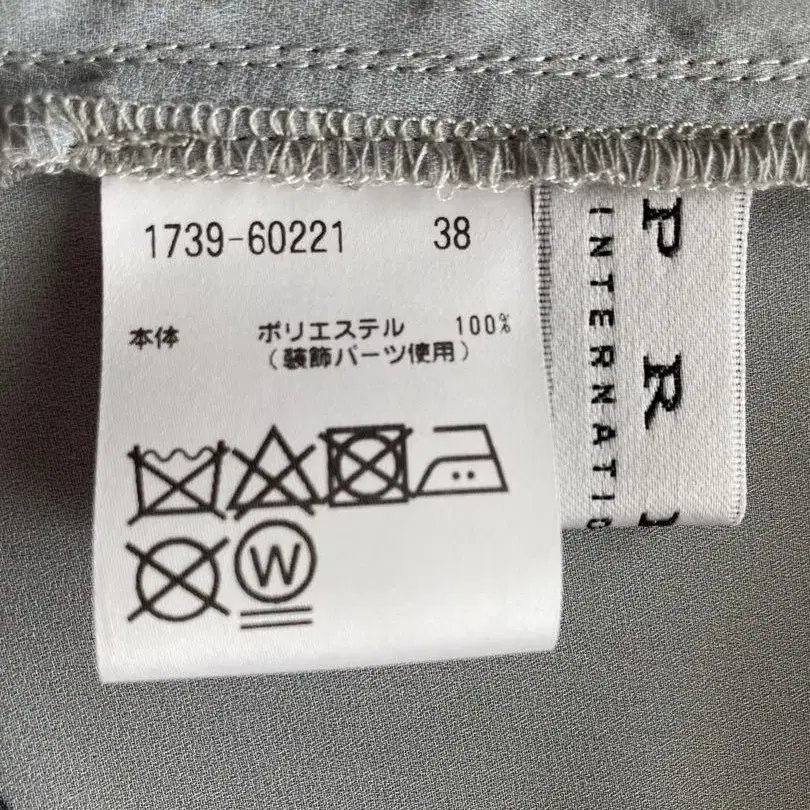 1739-60221 38
本体 ポリエステル 100%
（装飾パーツ使用）
W
P R
INTERNATIO